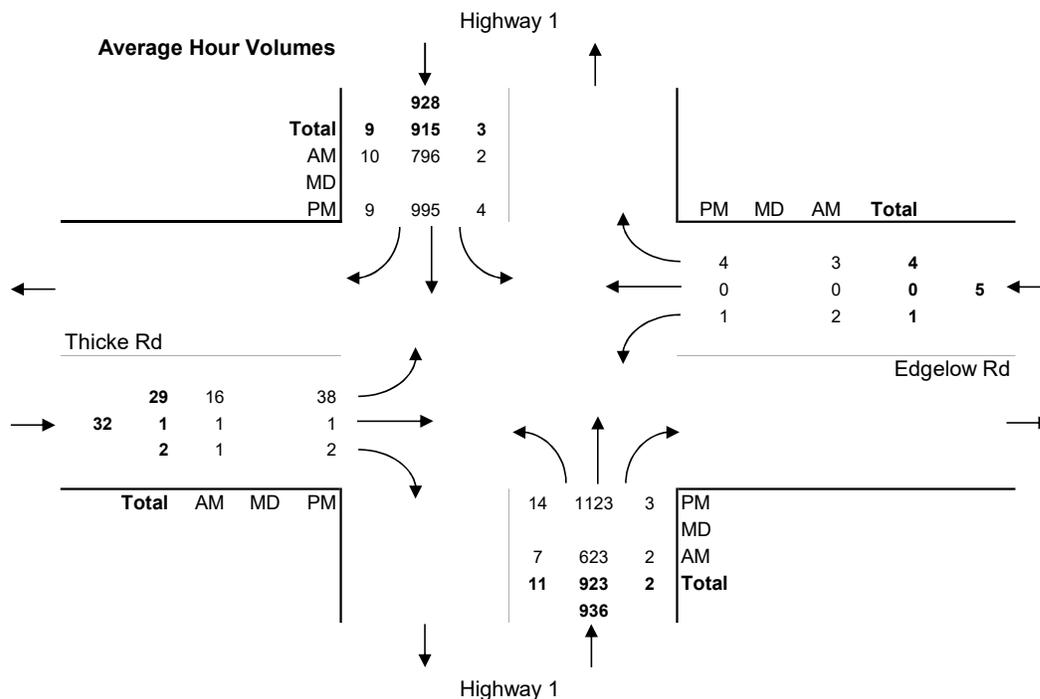 Highway 1
Average Hour Volumes
928
Total 9 915 3
AM 10 796 2
MD
PM 9 995 4
PM MD AM Total
4 3 4
0 0 0 5
1 2 1
Thicke Rd
Edgelow Rd
29 16 38
32 1 1 1
2 1 2
Total AM MD PM
14 1123 3 PM
MD
7 623 2 AM
11 923 2 Total
936
Highway 1